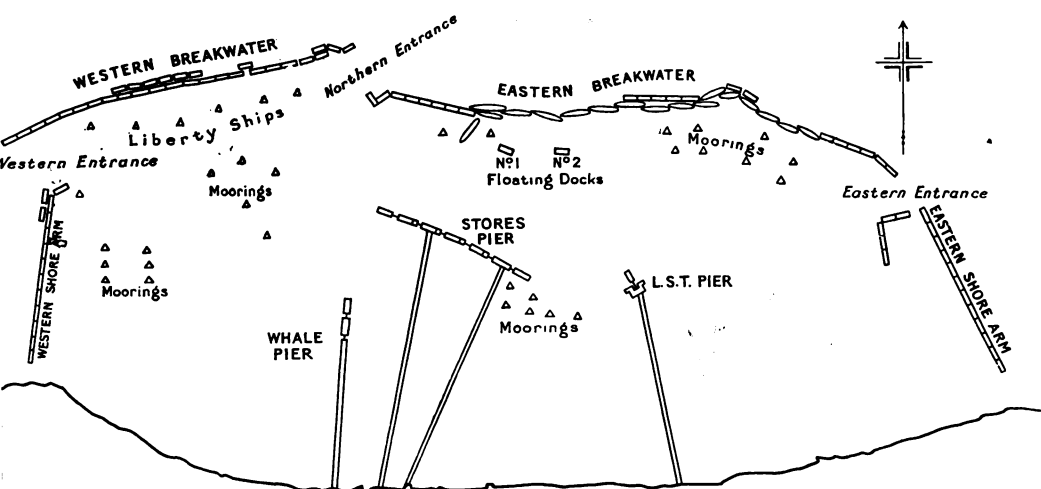 WESTERN BREAKWATER
Northern Entrance
EASTERN BREAKWATER
Liberty Ships
Moorings
Western Entrance
Nº1 Nº2
Floating Docks
Moorings
Eastern Entrance
STORES
PIER
EASTERN SHORE ARM
WESTERN SHORE ARM
Moorings
L.S.T. PIER
Moorings
WHALE
PIER